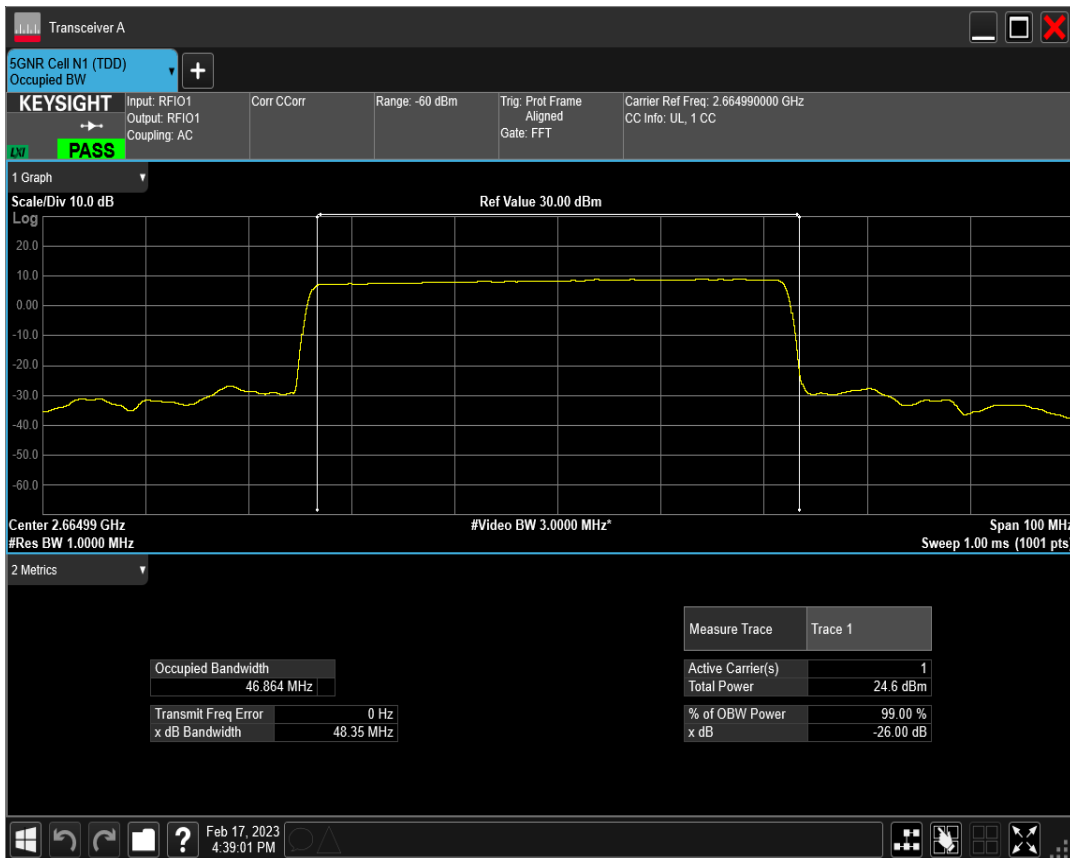 Transceiver A
5GNR Cell N1 (TDD)
Occupied BW
+
KEYSIGHT
LXI
PASS
Input: RFIO1
Output: RFIO1
Coupling: AC
Corr CCorr
Range: -60 dBm
Trig: Prot Frame
Aligned
Gate: FFT
Carrier Ref Freq: 2.664990000 GHz
CC Info: UL, 1 CC
1 Graph
Scale/Div 10.0 dB
Ref Value 30.00 dBm
Log
20.0
10.0
0.00
-10.0
-20.0
-30.0
-40.0
-50.0
-60.0
Center 2.66499 GHz
#Video BW 3.0000 MHz*
Span 100 MHz
#Res BW 1.0000 MHz
Sweep 1.00 ms (1001 pts)
2 Metrics
Measure Trace Trace 1
Occupied Bandwidth
46.864 MHz
Active Carrier(s) 1
Total Power 24.6 dBm
Transmit Freq Error 0 Hz
x dB Bandwidth 48.35 MHz
% of OBW Power 99.00 %
x dB -26.00 dB
?
Feb 17, 2023
4:39:01 PM